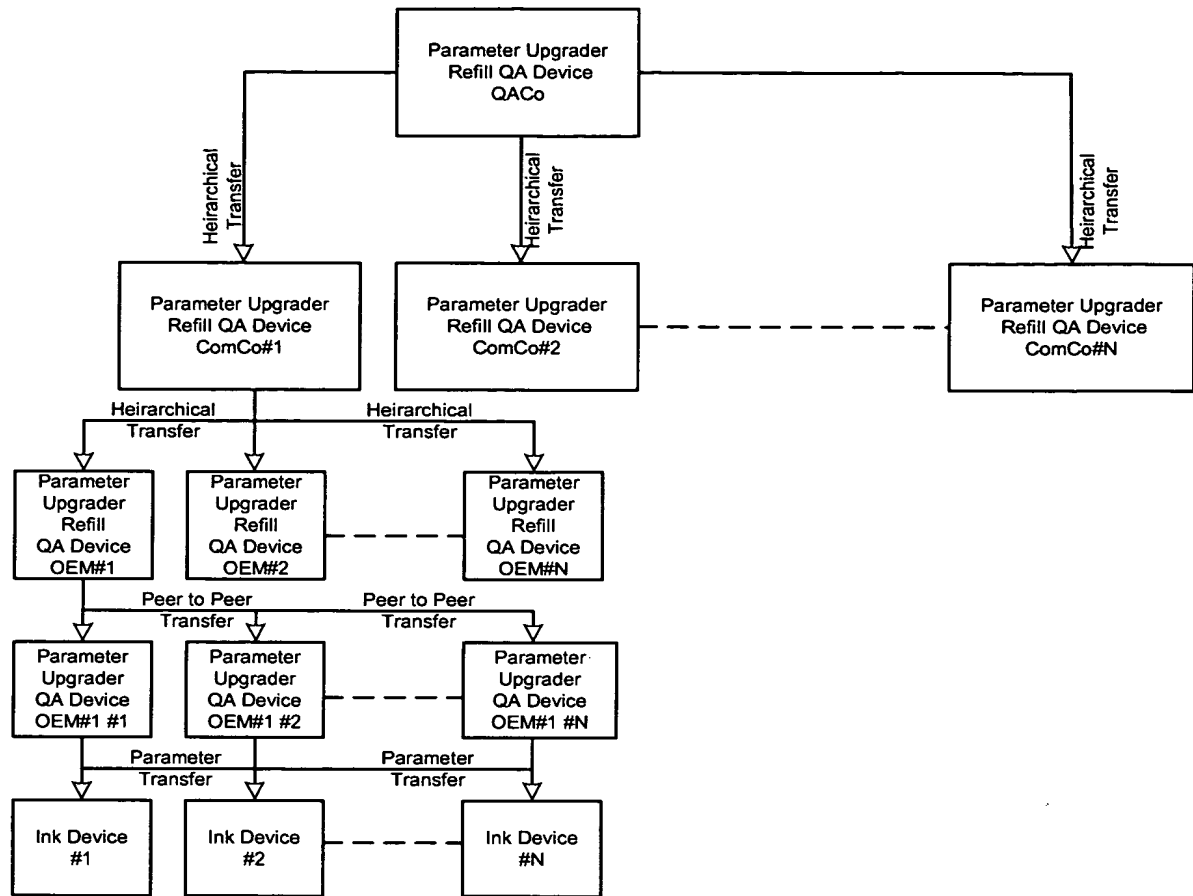 Parameter Upgrader
Refill QA Device
QACo
Heirarchical
Transfer
Heirarchical
Transfer
Heirarchical
Transfer
Parameter Upgrader
Refill QA Device
ComCo#1
Parameter Upgrader
Refill QA Device
ComCo#2
Parameter Upgrader
Refill QA Device
ComCo#N
Heirarchical
Transfer
Heirarchical
Transfer
Parameter
Upgrader
Refill
QA Device
OEM#1
Parameter
Upgrader
Refill
QA Device
OEM#2
Parameter
Upgrader
Refill
QA Device
OEM#N
Peer to Peer
Transfer
Peer to Peer
Transfer
Parameter
Upgrader
QA Device
OEM#1 #1
Parameter
Upgrader
QA Device
OEM#1 #2
Parameter
Upgrader
QA Device
OEM#1 #N
Parameter
Transfer
Parameter
Transfer
Ink Device
#1
Ink Device
#2
Ink Device
#N